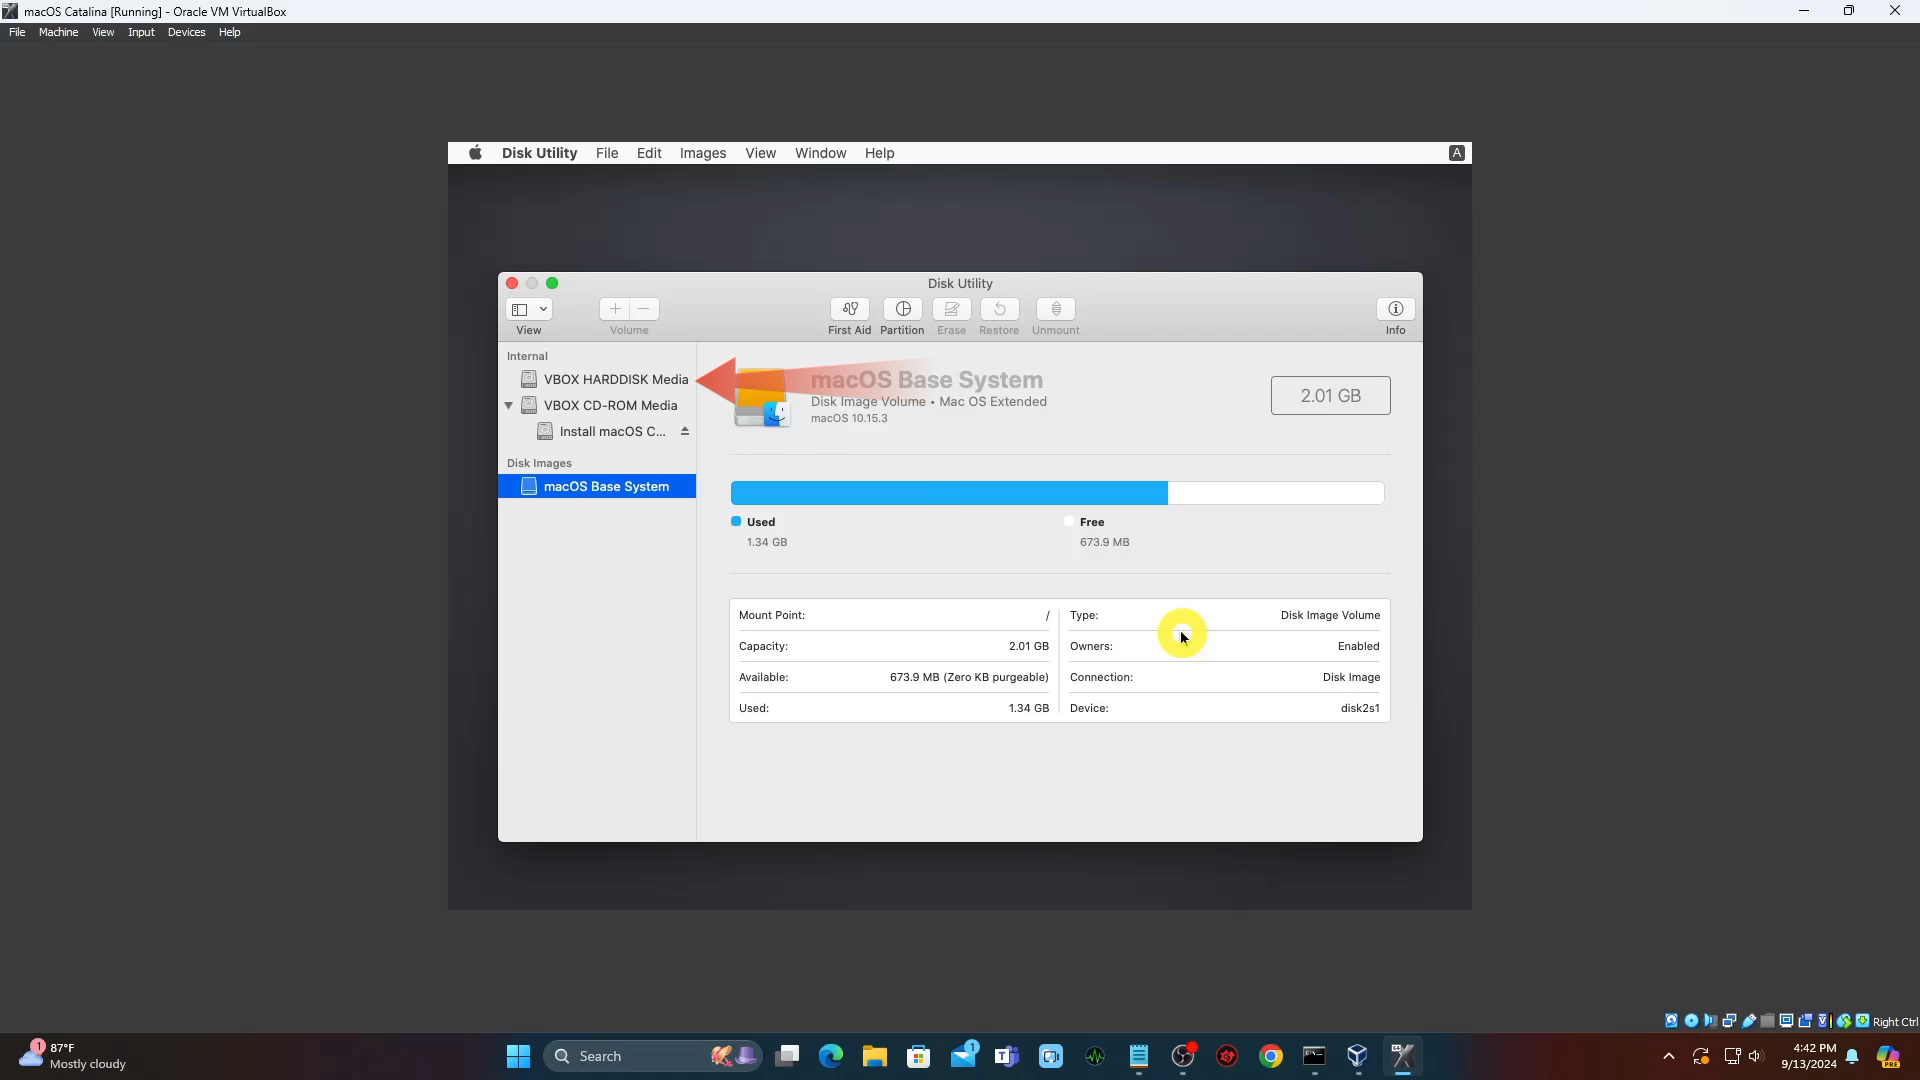 macOS Catalina [Running] - Oracle VM VirtualBox
File Machine View Input Devices Help
Disk Utility File Edit Images View Window Help A
Disk Utility
View Volume First Aid Partition Erase Restore Unmount Info
Internal
VBOX HARDDISK Media
VBOX CD-ROM Media
Install macOS C...
Disk Images
macOS Base System
macOS Base System
Disk Image Volume • Mac OS Extended
macOS 10.15.3
2.01 GB
Used
1.34 GB
Free
673.9 MB
Mount Point: /
Capacity: 2.01 GB
Available: 673.9 MB (Zero KB purgeable)
Used: 1.34 GB
Type: Disk Image Volume
Owners: Enabled
Connection: Disk Image
Device: disk2s1
Right Ctrl
1
87°F
Mostly cloudy
Search
1
4:42 PM
9/13/2024
PRE